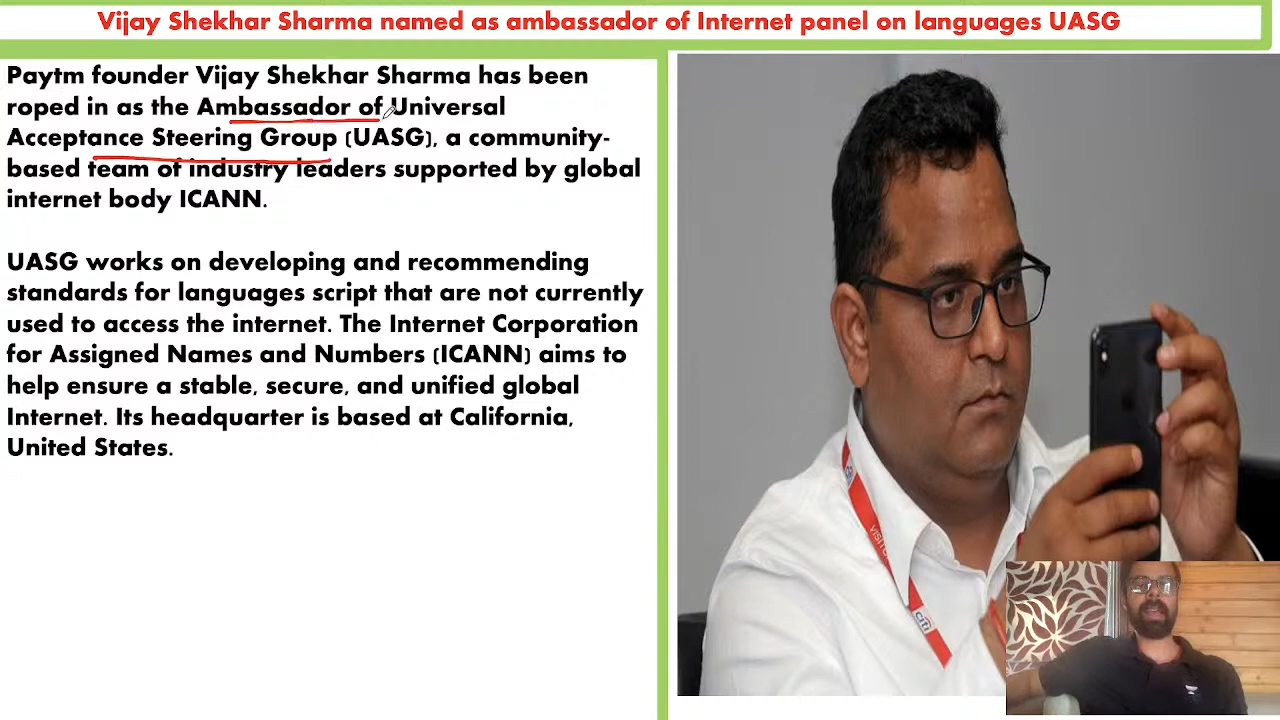 Vijay Shekhar Sharma named as ambassador of Internet panel on languages UASG
Paytm founder Vijay Shekhar Sharma has been
roped in as the Ambassador of Universal
Acceptance Steering Group (UASG), a community-
based team of industry leaders supported by global
internet body ICANN.
UASG works on developing and recommending
standards for languages script that are not currently
used to access the internet. The Internet Corporation
for Assigned Names and Numbers (ICANN) aims to
help ensure a stable, secure, and unified global
Internet. Its headquarter is based at California,
United States.
citi